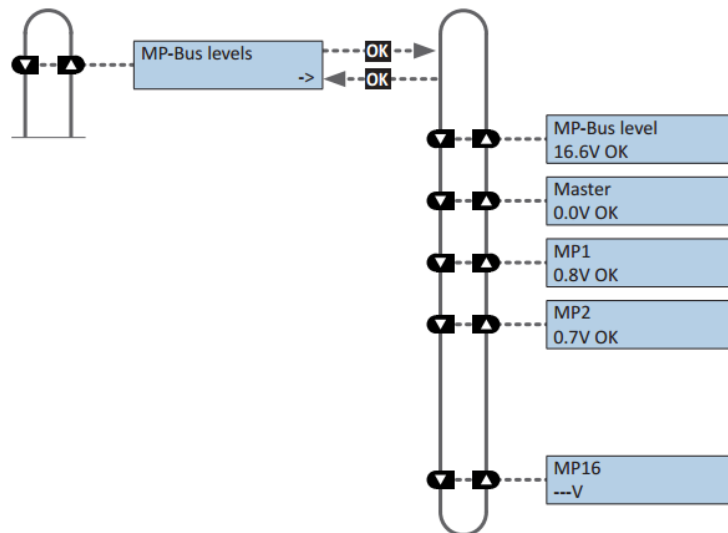 MP-Bus levels
->
OK
OK
MP-Bus level
16.6V OK
Master
0.0V OK
MP1
0.8V OK
MP2
0.7V OK
MP16
---V